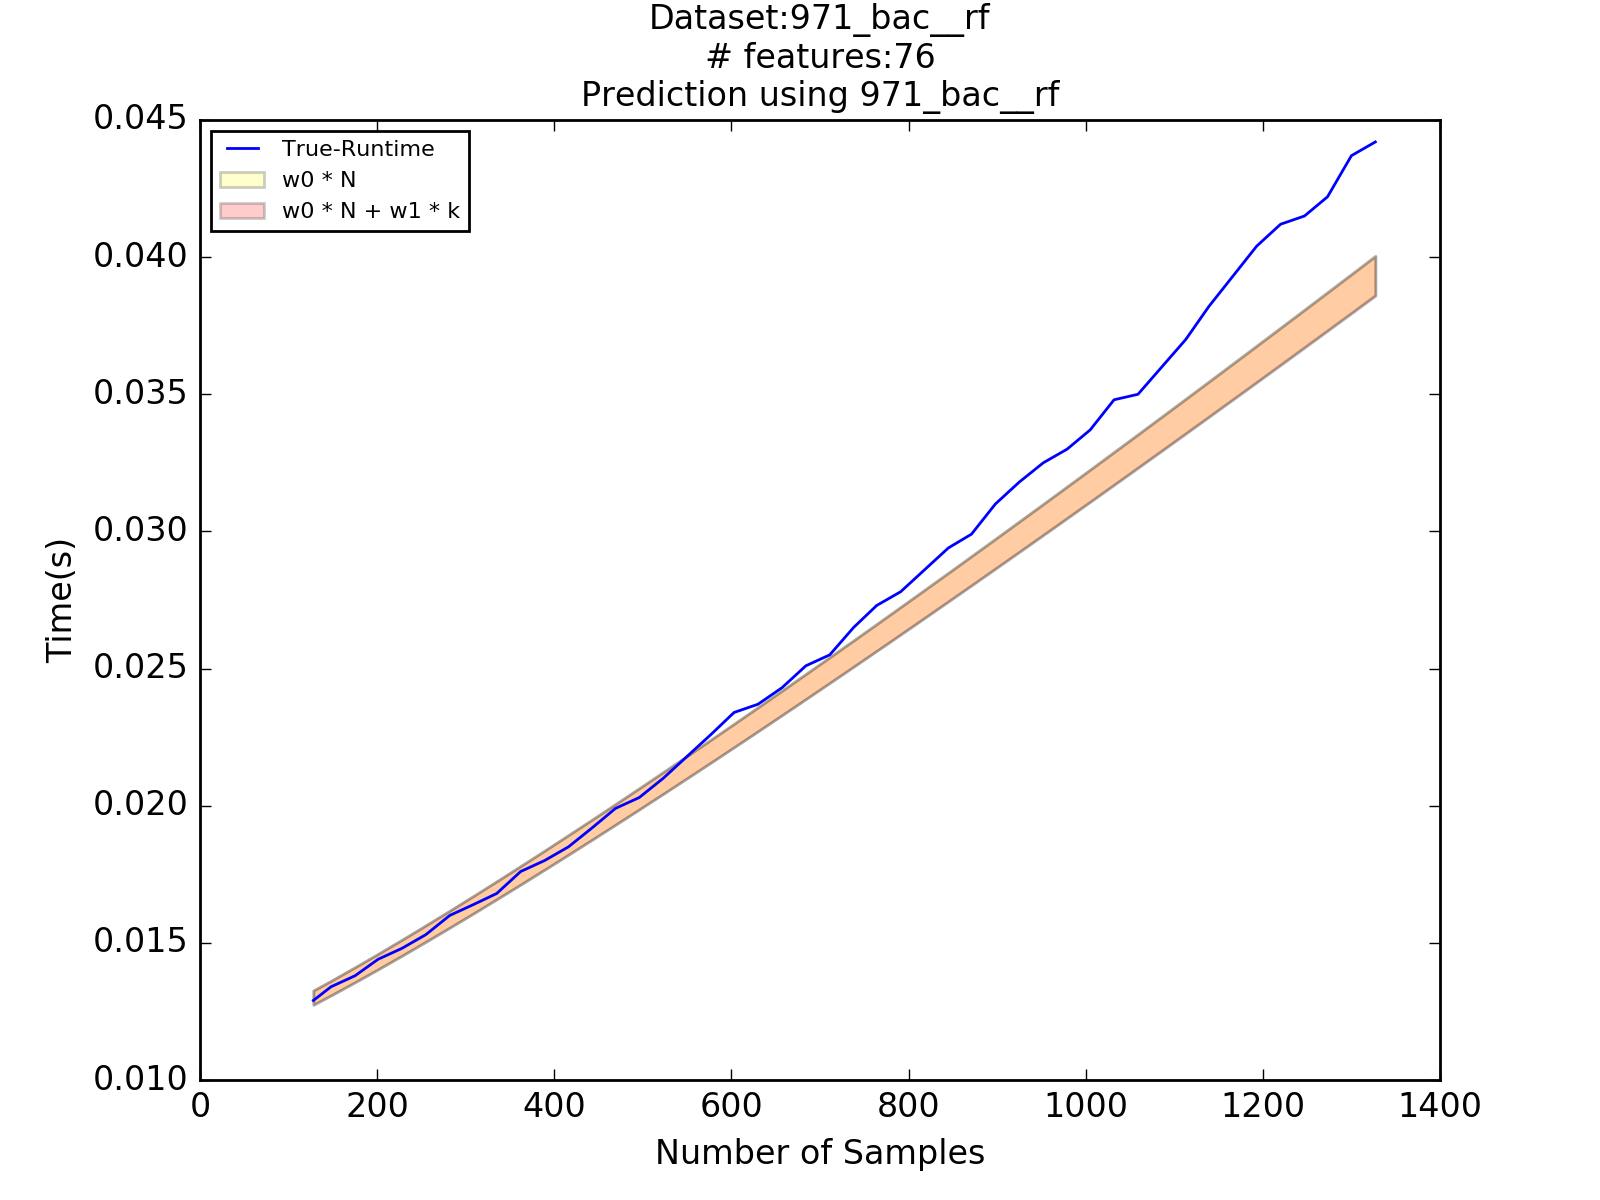 Dataset:971_bac__rf
# features:76
Prediction using 971_bac__rf
True-Runtime
w0 * N
w0 * N + w1 * k
0.045
0.040
0.035
0.030
0.025
0.020
0.015
0.010
Time(s)
0 200 400 600 800 1000 1200 1400
Number of Samples